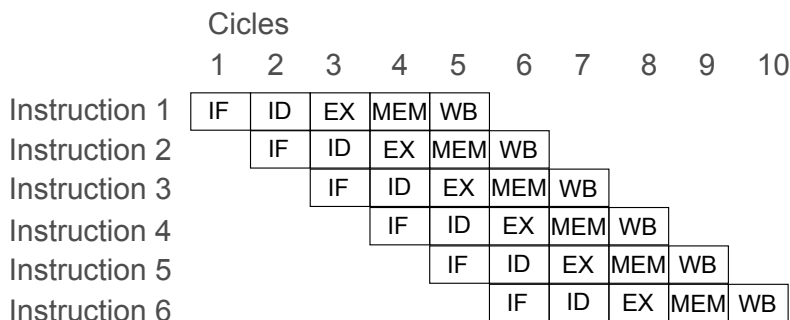 Cicles
1 2 3 4 5 6 7 8 9 10
Instruction 1 IF ID EX MEM WB
Instruction 2 IF ID EX MEM WB
Instruction 3 IF ID EX MEM WB
Instruction 4 IF ID EX MEM WB
Instruction 5 IF ID EX MEM WB
Instruction 6 IF ID EX MEM WB